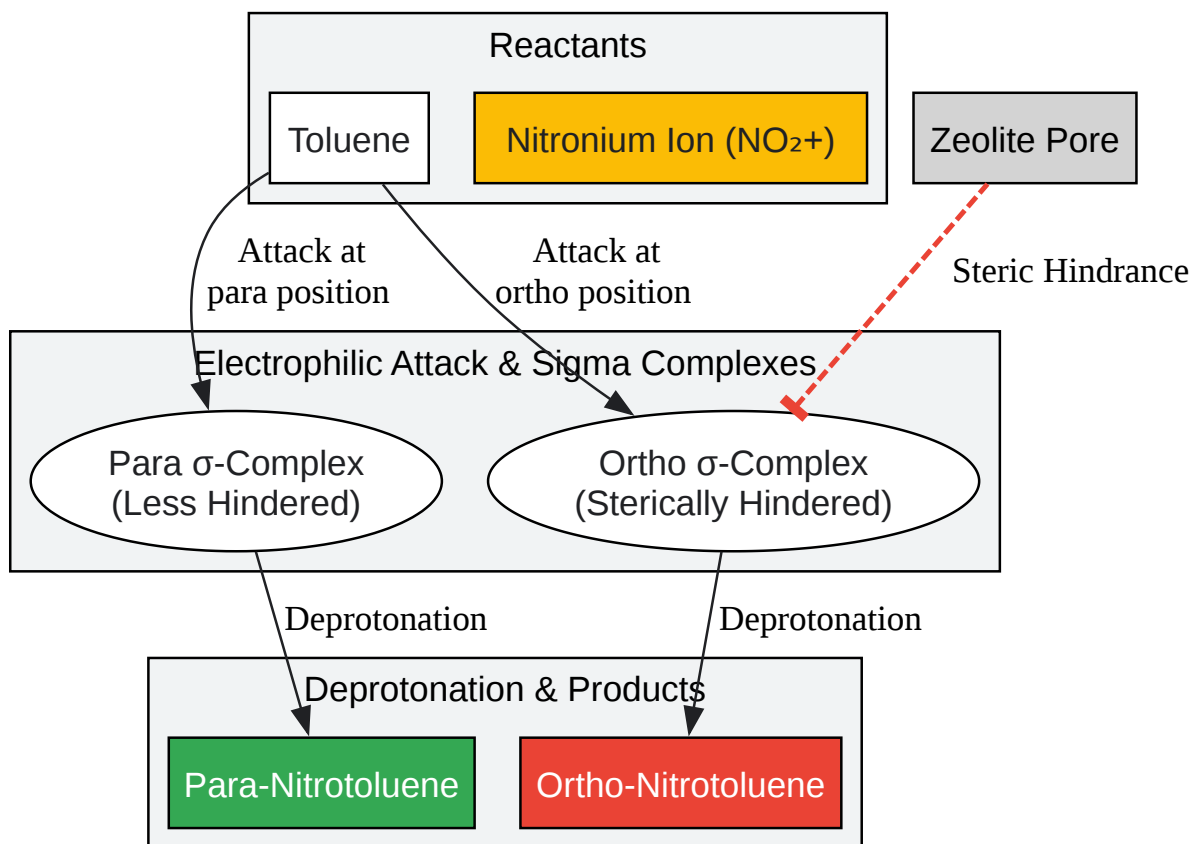 Reactants
Toluene
Nitronium Ion (NO₂+)
Zeolite Pore
Attack at
para position
Attack at
ortho position
Steric Hindrance
Electrophilic Attack & Sigma Complexes
Para σ-Complex
(Less Hindered)
Ortho σ-Complex
(Sterically Hindered)
Deprotonation
Deprotonation
Deprotonation & Products
Para-Nitrotoluene
Ortho-Nitrotoluene